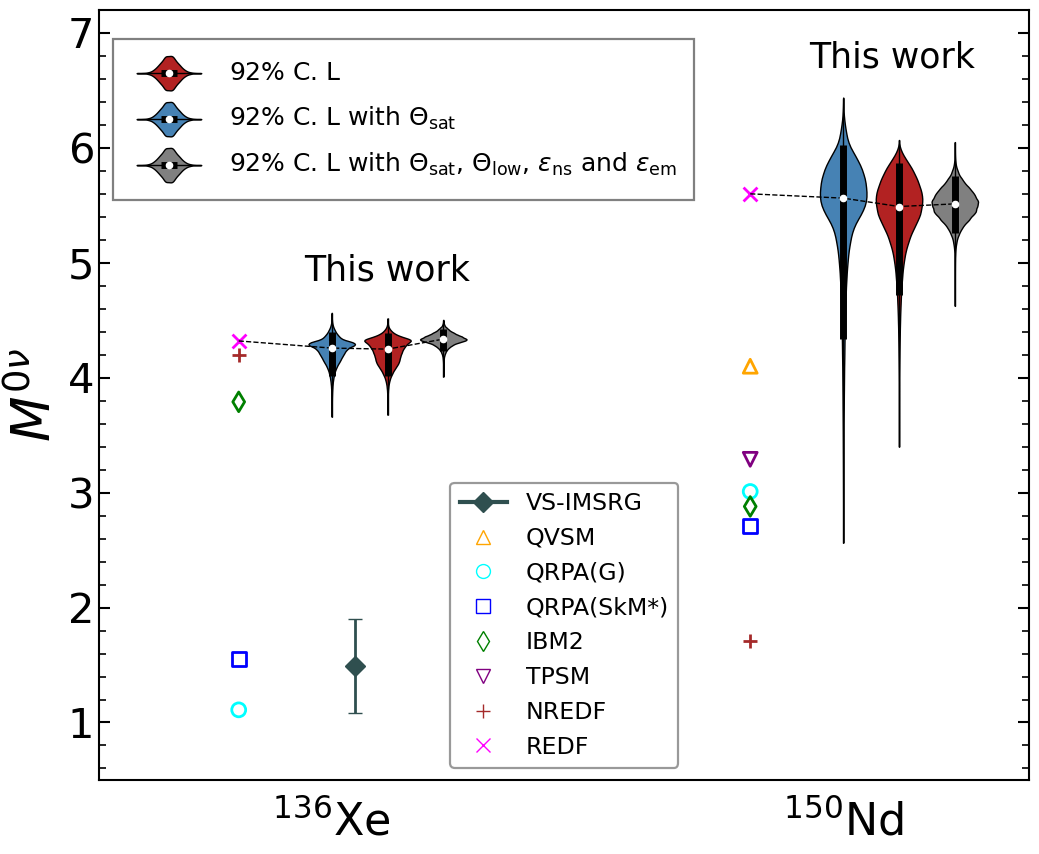 7
6
5
4
3
2
1
M⁰ᵛ
92% C. L
92% C. L with Θsat
92% C. L with Θsat, Θlow, εns and εem
This work
This work
VS-IMSRG
QVSM
QRPA(G)
QRPA(SkM*)
IBM2
TPSM
NREDF
REDF
¹³⁶Xe
¹⁵⁰Nd